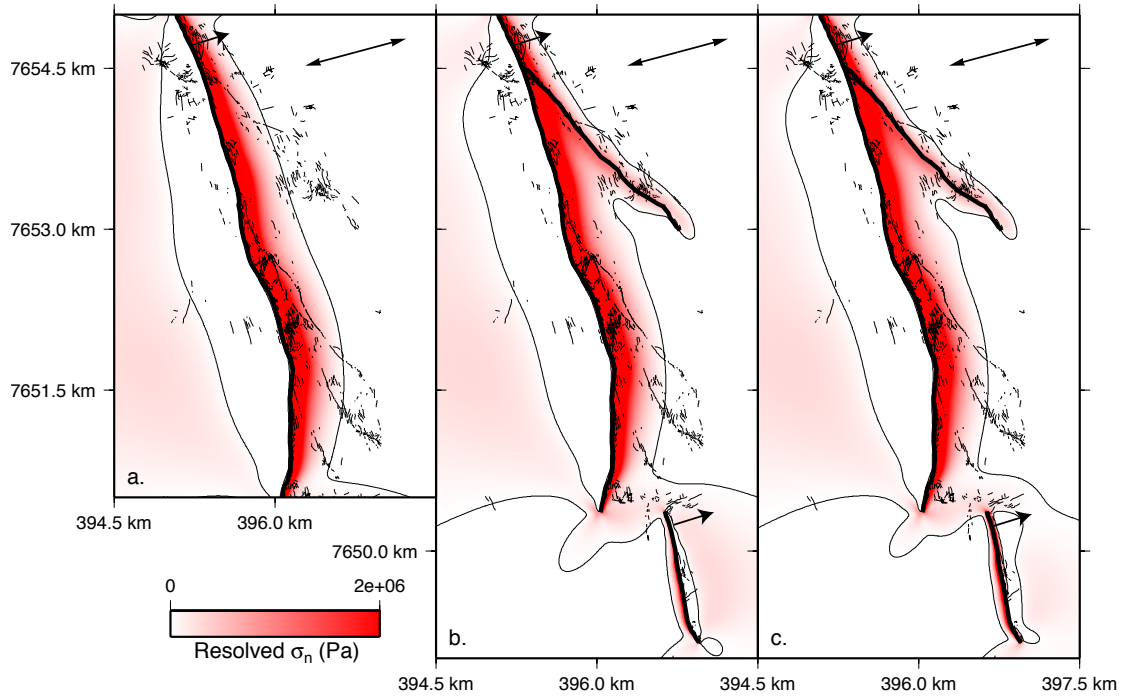 7654.5 km
7653.0 km
7651.5 km
a.
394.5 km 396.0 km
7650.0 km
0 2e+06
Resolved σn (Pa)
b. c.
394.5 km 396.0 km 394.5 km 396.0 km 397.5 km